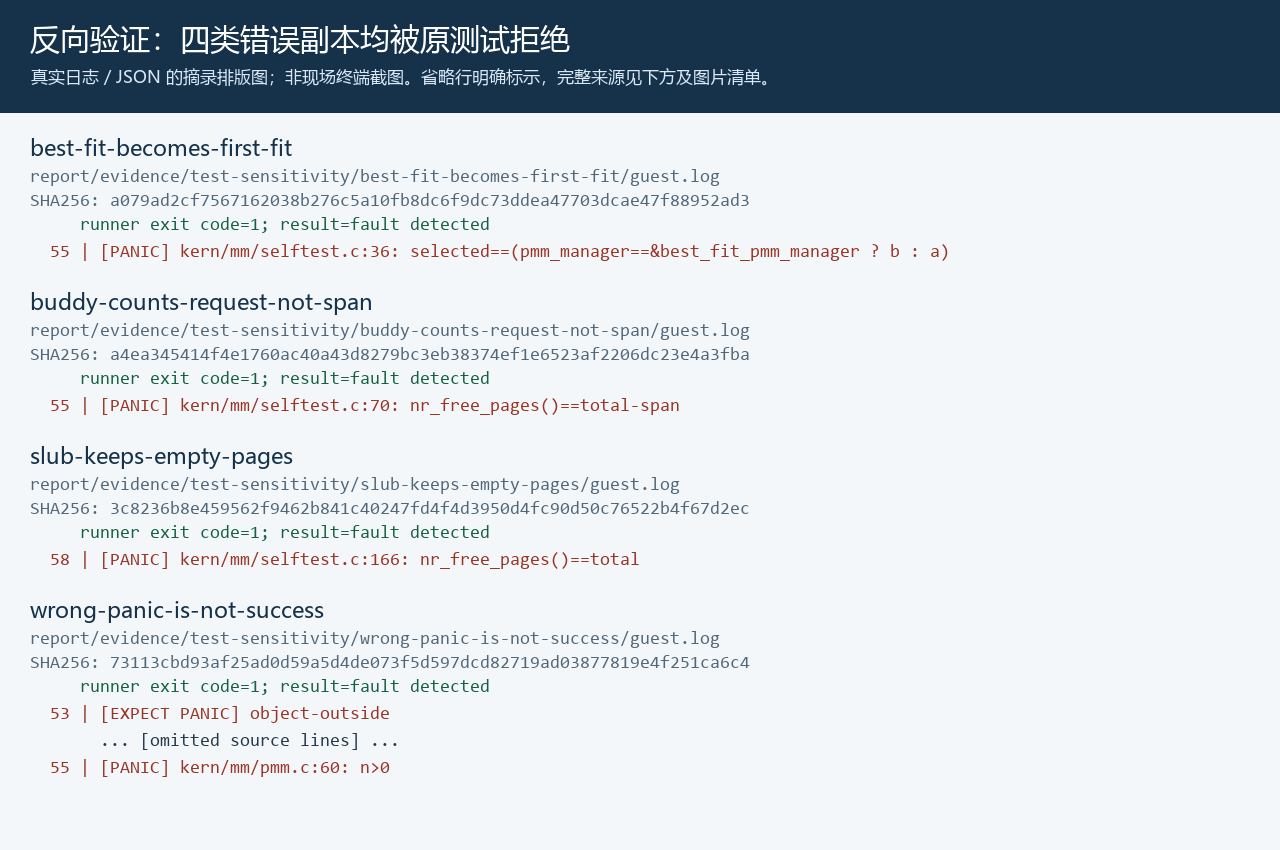 反向验证：四类错误副本均被原测试拒绝
真实日志 / JSON 的摘录排版图；非现场终端截图。省略行明确标示，完整来源见下方及图片清单。
best-fit-becomes-first-fit
report/evidence/test-sensitivity/best-fit-becomes-first-fit/guest.log
SHA256: a079ad2cf7567162038b276c5a10fb8dc6f9dc73ddea47703dcae47f88952ad3
runner exit code=1; result=fault detected
55 | [PANIC] kern/mm/selftest.c:36: selected==(pmm_manager==&best_fit_pmm_manager ? b : a)
buddy-counts-request-not-span
report/evidence/test-sensitivity/buddy-counts-request-not-span/guest.log
SHA256: a4ea345414f4e1760ac40a43d8279bc3eb38374ef1e6523af2206dc23e4a3fba
runner exit code=1; result=fault detected
55 | [PANIC] kern/mm/selftest.c:70: nr_free_pages()==total-span
slub-keeps-empty-pages
report/evidence/test-sensitivity/slub-keeps-empty-pages/guest.log
SHA256: 3c8236b8e459562f9462b841c40247fd4f4d3950d4fc90d50c76522b4f67d2ec
runner exit code=1; result=fault detected
58 | [PANIC] kern/mm/selftest.c:166: nr_free_pages()==total
wrong-panic-is-not-success
report/evidence/test-sensitivity/wrong-panic-is-not-success/guest.log
SHA256: 73113cbd93af25ad0d59a5d4de073f5d597dcd82719ad03877819e4f251ca6c4
runner exit code=1; result=fault detected
53 | [EXPECT PANIC] object-outside
... [omitted source lines] ...
55 | [PANIC] kern/mm/pmm.c:60: n>0